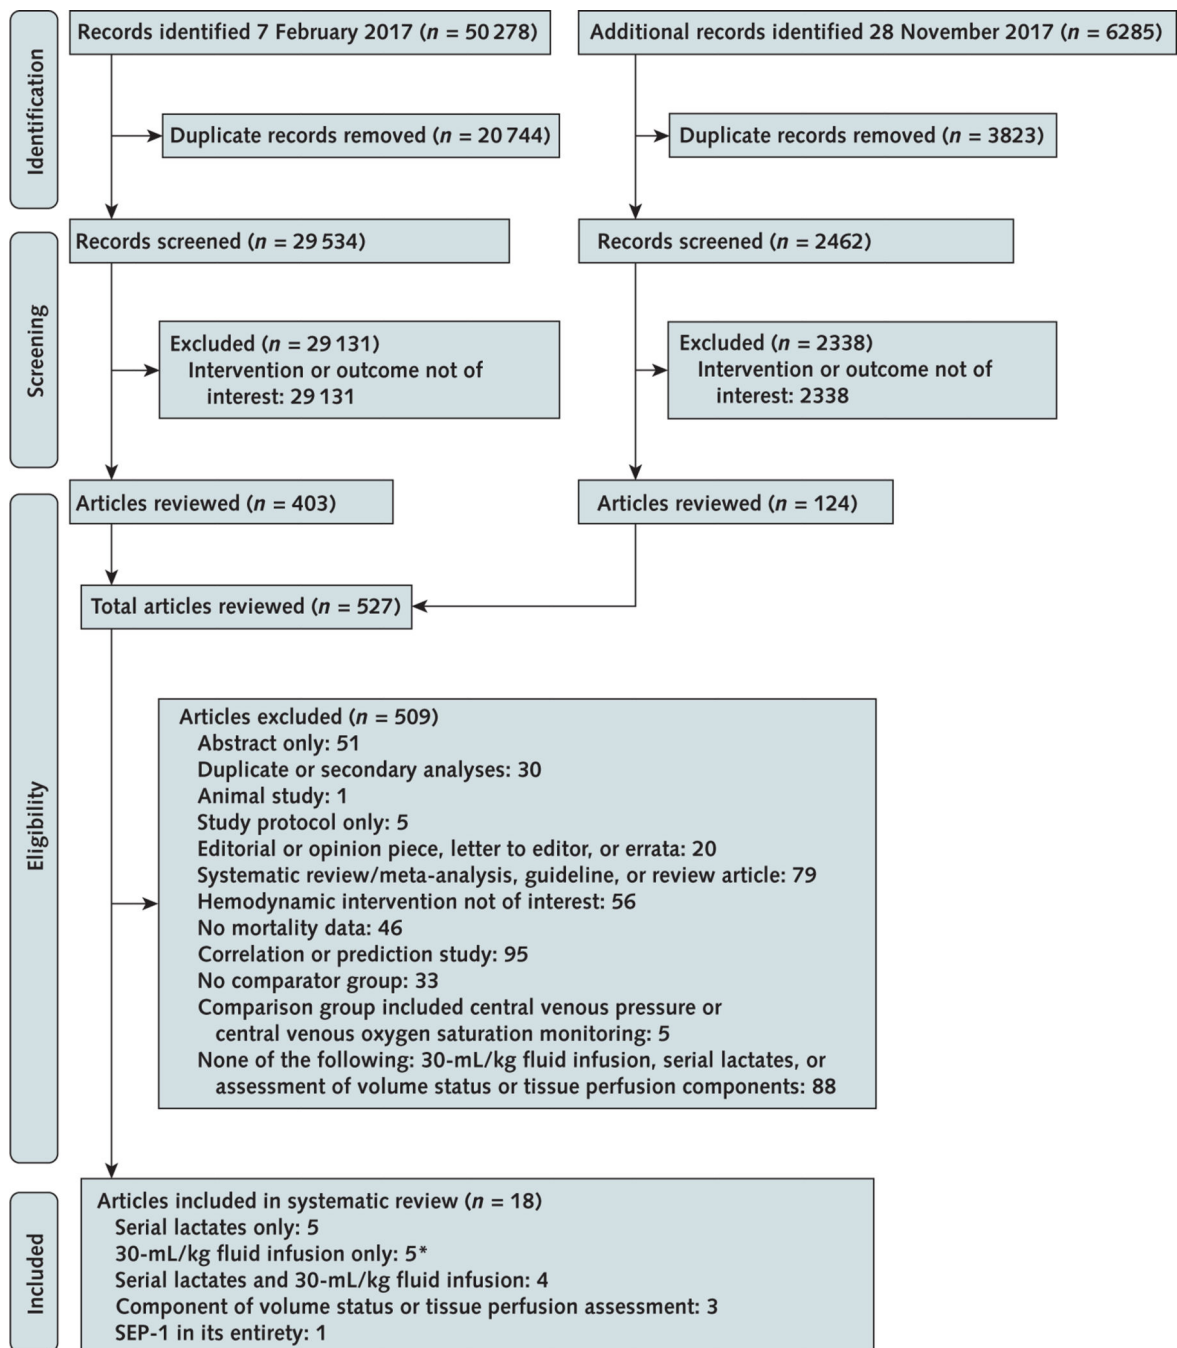 Identification
Records identified 7 February 2017 (n = 50 278)
Additional records identified 28 November 2017 (n = 6285)
Duplicate records removed (n = 20 744)
Duplicate records removed (n = 3823)
Screening
Records screened (n = 29 534)
Records screened (n = 2462)
Excluded (n = 29 131)
Intervention or outcome not of
interest: 29 131
Excluded (n = 2338)
Intervention or outcome not of
interest: 2338
Eligibility
Articles reviewed (n = 403)
Articles reviewed (n = 124)
Total articles reviewed (n = 527)
Articles excluded (n = 509)
Abstract only: 51
Duplicate or secondary analyses: 30
Animal study: 1
Study protocol only: 5
Editorial or opinion piece, letter to editor, or errata: 20
Systematic review/meta-analysis, guideline, or review article: 79
Hemodynamic intervention not of interest: 56
No mortality data: 46
Correlation or prediction study: 95
No comparator group: 33
Comparison group included central venous pressure or
central venous oxygen saturation monitoring: 5
None of the following: 30-mL/kg fluid infusion, serial lactates, or
assessment of volume status or tissue perfusion components: 88
Included
Articles included in systematic review (n = 18)
Serial lactates only: 5
30-mL/kg fluid infusion only: 5*
Serial lactates and 30-mL/kg fluid infusion: 4
Component of volume status or tissue perfusion assessment: 3
SEP-1 in its entirety: 1